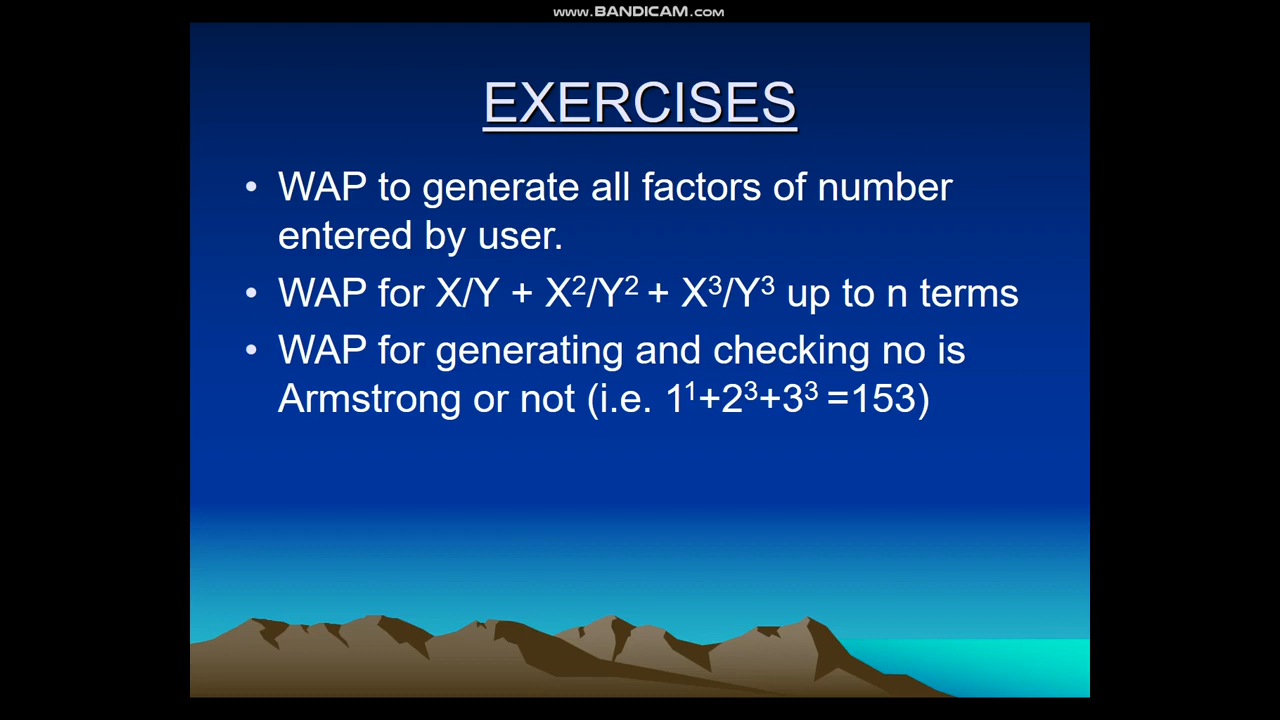 www.BANDICAM.com
EXERCISES
• WAP to generate all factors of number
entered by user.
• WAP for X/Y + X²/Y² + X³/Y³ up to n terms
• WAP for generating and checking no is
Armstrong or not (i.e. 1¹+2³+3³ =153)